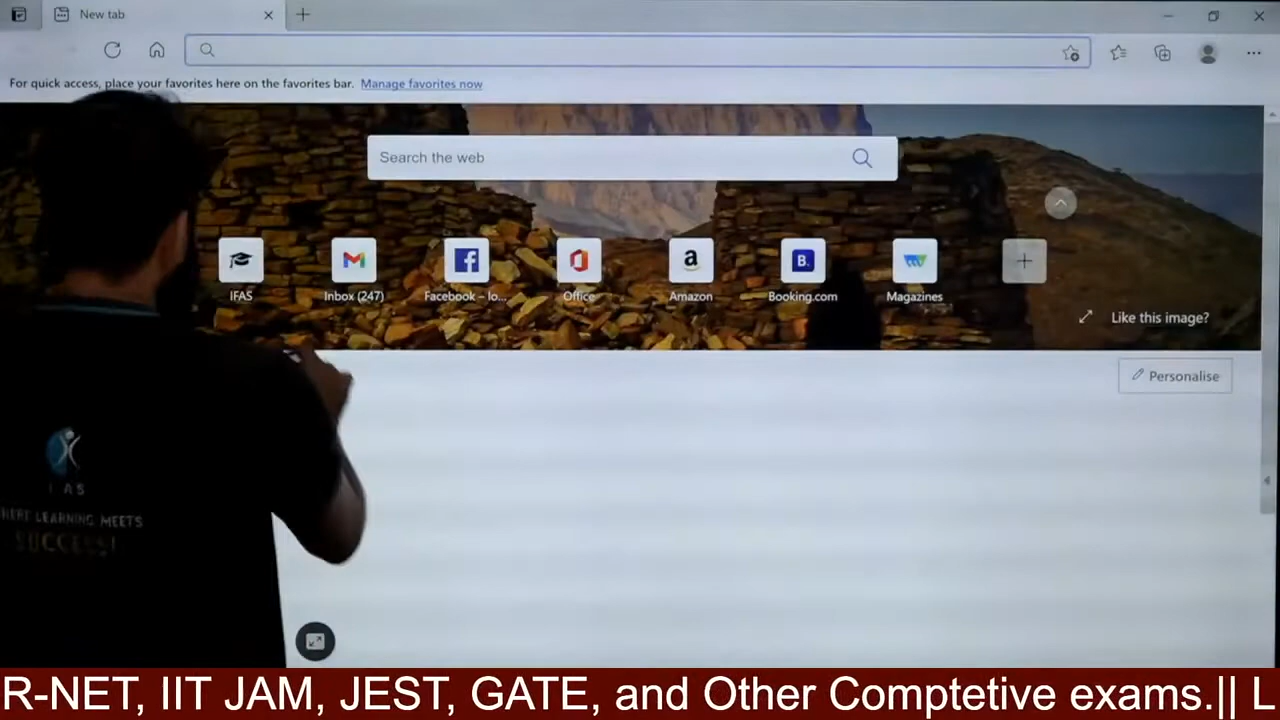 New tab
For quick access, place your favorites here on the favorites bar. Manage favorites now
Search the web
IFAS
Inbox (247)
Facebook – lo...
Office
Amazon
Booking.com
Magazines
Like this image?
Personalise
IFAS
HERE LEARNING MEETS
SUCCESS!
R-NET, IIT JAM, JEST, GATE, and Other Comptetive exams.|| L